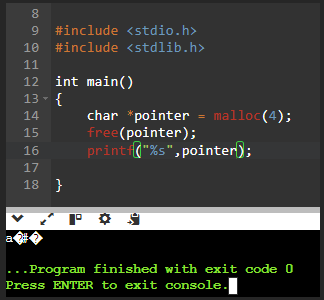 8
9 #include <stdio.h>
10 #include <stdlib.h>
11
12 int main()
13 {
14 char *pointer = malloc(4);
15 free(pointer);
16 printf("%s",pointer);
17
18 }
a�#�
...Program finished with exit code 0
Press ENTER to exit console.